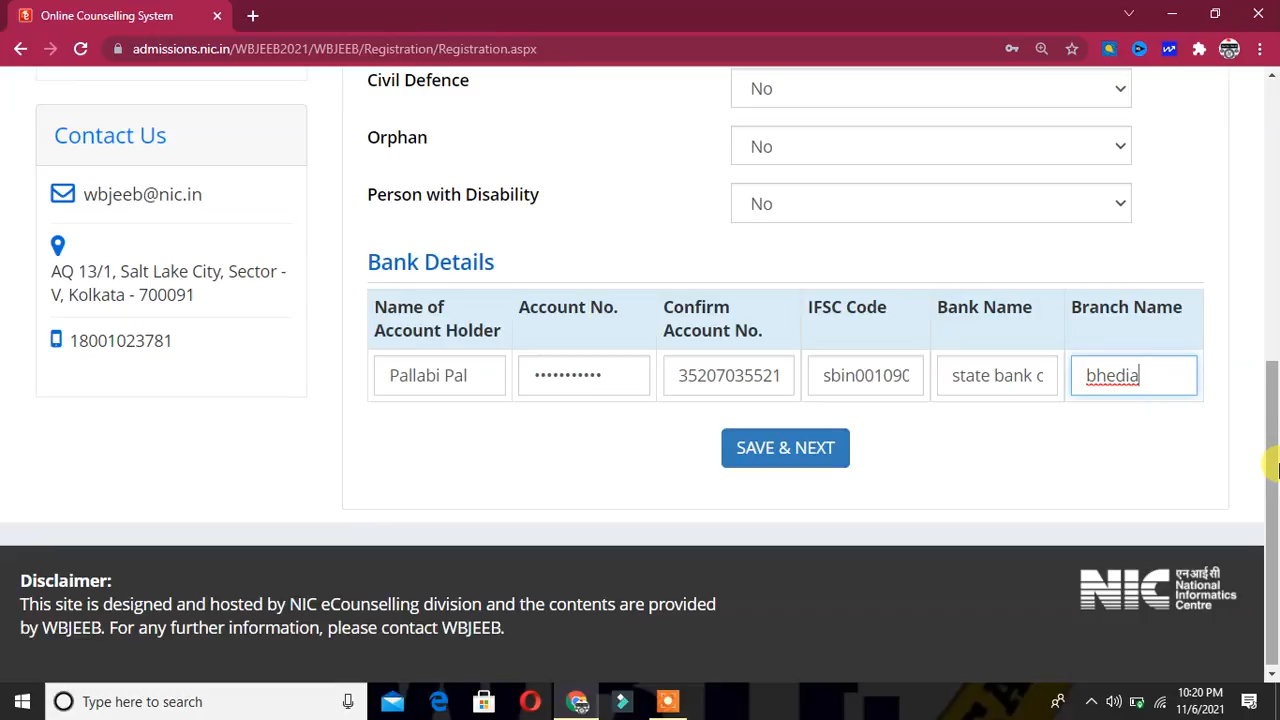 Online Counselling System
admissions.nic.in/WBJEEB2021/WBJEEB/Registration/Registration.aspx
Civil Defence
No
Orphan
No
Person with Disability
No
Contact Us
wbjeeb@nic.in
AQ 13/1, Salt Lake City, Sector -
V, Kolkata - 700091
18001023781
Bank Details
Name of Account Holder
Account No.
Confirm Account No.
IFSC Code
Bank Name
Branch Name
Pallabi Pal
•••••••••••
35207035521
sbin001090
state bank c
bhedia
SAVE & NEXT
Disclaimer:
This site is designed and hosted by NIC eCounselling division and the contents are provided
by WBJEEB. For any further information, please contact WBJEEB.
NIC
एन आई सी
National
Informatics
Centre
Type here to search
10:20 PM
11/6/2021